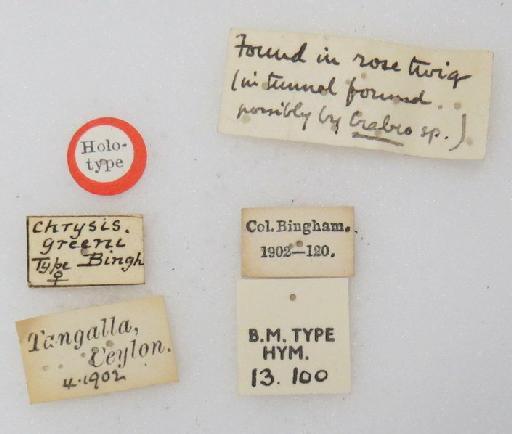 Found in rose twig
(in tunnel formed
possibly by Crabro sp.)
Holo-
type
Chrysis.
greeni
Type Bingh
♀
Col. Bingham.
1902—120.
Tangalla,
Ceylon.
4.1902
B.M. TYPE
HYM.
13.100